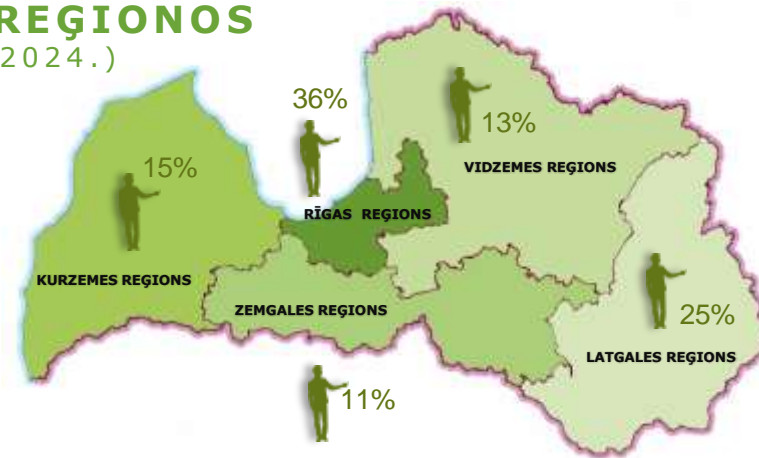 REĢIONOS
2024.)
36%
13%
VIDZEMES REĢIONS
15%
RĪGAS REĢIONS
KURZEMES REĢIONS
ZEMGALES REĢIONS
25%
LATGALES REĢIONS
11%